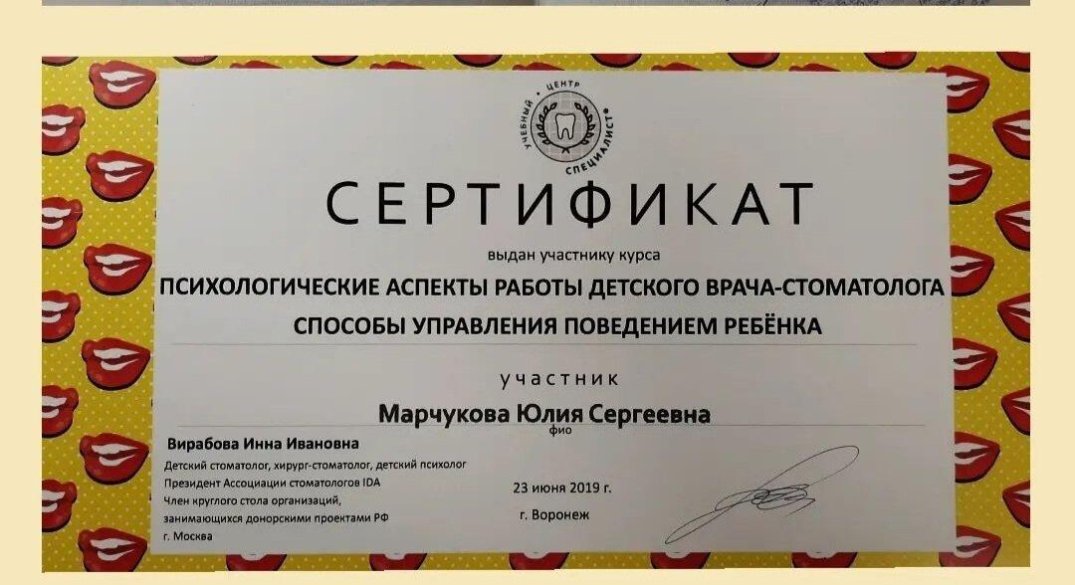 УЧЕБНЫЙ • ЦЕНТР
СПЕЦИАЛИСТ®
СЕРТИФИКАТ
выдан участнику курса
ПСИХОЛОГИЧЕСКИЕ АСПЕКТЫ РАБОТЫ ДЕТСКОГО ВРАЧА-СТОМАТОЛОГА
СПОСОБЫ УПРАВЛЕНИЯ ПОВЕДЕНИЕМ РЕБЁНКА
участник
Марчукова Юлия Сергеевна
фио
Вирабова Инна Ивановна
Детский стоматолог, хирург-стоматолог, детский психолог
Президент Ассоциации стоматологов IDA
Член круглого стола организаций,
занимающихся донорскими проектами РФ
г. Москва
23 июня 2019 г.
г. Воронеж